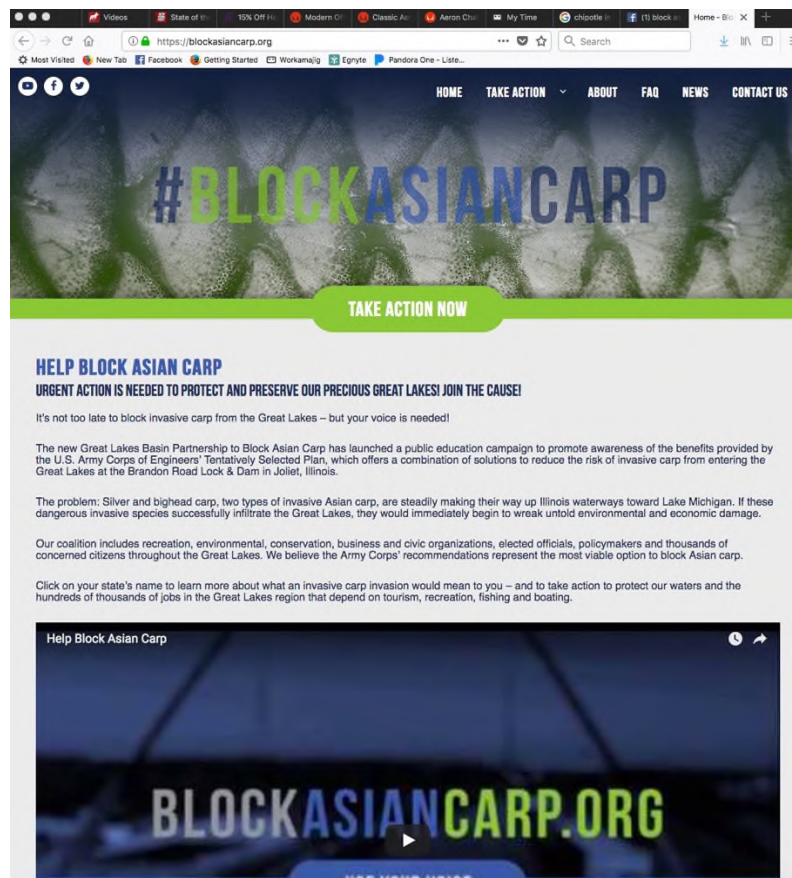 Videos State of th 15% Off He Modern Of Classic Ae Aeron Cha My Time chipotle in (1) block as Home - Blo
https://blockasiancarp.org Search
Most Visited New Tab Facebook Getting Started Workamajig Egnyte Pandora One - Liste...
HOME TAKE ACTION ABOUT FAQ NEWS CONTACT US
#BLOCKASIANCARP
TAKE ACTION NOW
HELP BLOCK ASIAN CARP
URGENT ACTION IS NEEDED TO PROTECT AND PRESERVE OUR PRECIOUS GREAT LAKES! JOIN THE CAUSE!
It's not too late to block invasive carp from the Great Lakes – but your voice is needed!
The new Great Lakes Basin Partnership to Block Asian Carp has launched a public education campaign to promote awareness of the benefits provided by
the U.S. Army Corps of Engineers' Tentatively Selected Plan, which offers a combination of solutions to reduce the risk of invasive carp from entering the
Great Lakes at the Brandon Road Lock & Dam in Joliet, Illinois.
The problem: Silver and bighead carp, two types of invasive Asian carp, are steadily making their way up Illinois waterways toward Lake Michigan. If these
dangerous invasive species successfully infiltrate the Great Lakes, they would immediately begin to wreak untold environmental and economic damage.
Our coalition includes recreation, environmental, conservation, business and civic organizations, elected officials, policymakers and thousands of
concerned citizens throughout the Great Lakes. We believe the Army Corps' recommendations represent the most viable option to block Asian carp.
Click on your state's name to learn more about what an invasive carp invasion would mean to you – and to take action to protect our waters and the
hundreds of thousands of jobs in the Great Lakes region that depend on tourism, recreation, fishing and boating.
Help Block Asian Carp
BLOCKASIANCARP.ORG
USE YOUR VOICE